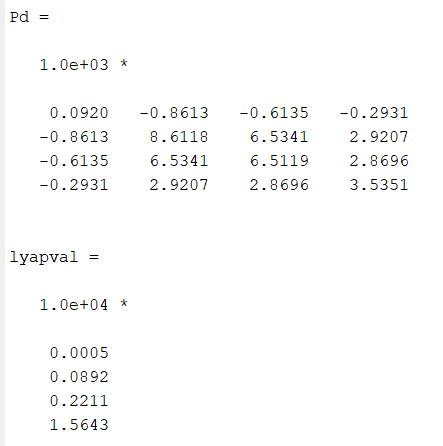 Pd =
1.0e+03 *
0.0920 -0.8613 -0.6135 -0.2931
-0.8613 8.6118 6.5341 2.9207
-0.6135 6.5341 6.5119 2.8696
-0.2931 2.9207 2.8696 3.5351
lyapval =
1.0e+04 *
0.0005
0.0892
0.2211
1.5643